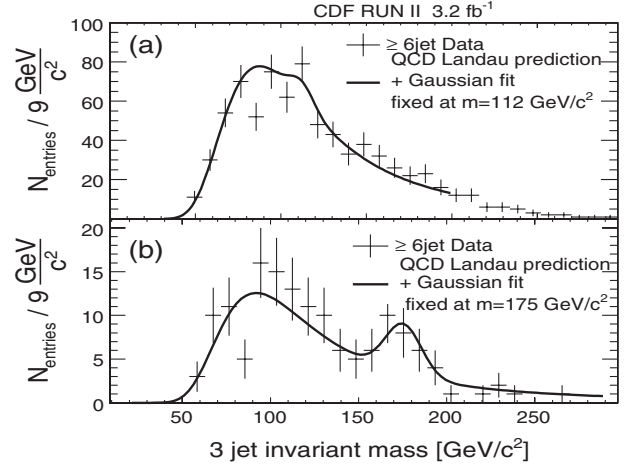 CDF RUN II 3.2 fb⁻¹
(a)
≥ 6jet Data
QCD Landau prediction
+ Gaussian fit
fixed at m=112 GeV/c²
N_entries / 9 GeV/c²
100
80
60
40
20
(b)
≥ 6jet Data
QCD Landau prediction
+ Gaussian fit
fixed at m=175 GeV/c²
N_entries / 9 GeV/c²
20
15
10
5
0
50 100 150 200 250
3 jet invariant mass [GeV/c²]